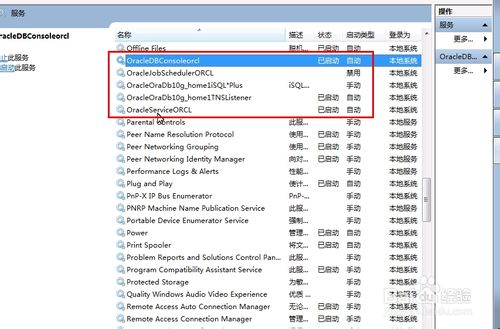 服务
操作
racleDBConsoleorcl
止此服务
启动此服务
名称 描述 状态 启动类型 登录为
服务
更多...
OracleDB...
更多...
Offline Files 脱机... 已启动 自动 本地系统
OracleDBConsoleorcl 已启动 自动 本地系统
OracleJobSchedulerORCL 禁用 本地系统
OracleOraDb10g_home1iSQL*Plus iSQL... 手动 本地系统
OracleOraDb10g_home1TNSListener 已启动 自动 本地系统
OracleServiceORCL 已启动 自动 本地系统
Parental Controls 此服... 手动 本地服务
Peer Name Resolution Protocol 使用... 已启动 手动 本地服务
Peer Networking Grouping 使用... 已启动 手动 本地服务
Peer Networking Identity Manager 向对... 已启动 手动 本地服务
Performance Logs & Alerts 性能... 手动 本地服务
Plug and Play 使计... 已启动 自动 本地系统
PnP-X IP Bus Enumerator PnP... 手动 本地系统
PNRP Machine Name Publication Service 此服... 手动 本地服务
Portable Device Enumerator Service 强制... 手动 本地系统
Power 管理... 已启动 自动 本地系统
Print Spooler 将文... 已启动 自动 本地系统
Problem Reports and Solutions Control Pan... 此服... 手动 本地系统
Program Compatibility Assistant Service 此服... 已启动 手动 本地系统
Protected Storage 为敏... 手动 本地系统
Quality Windows Audio Video Experience 优质... 手动 本地服务
Remote Access Auto Connection Manager 无论... 手动 本地系统
Remote Access Connection Manager 管理... 已启动 手动 本地系统